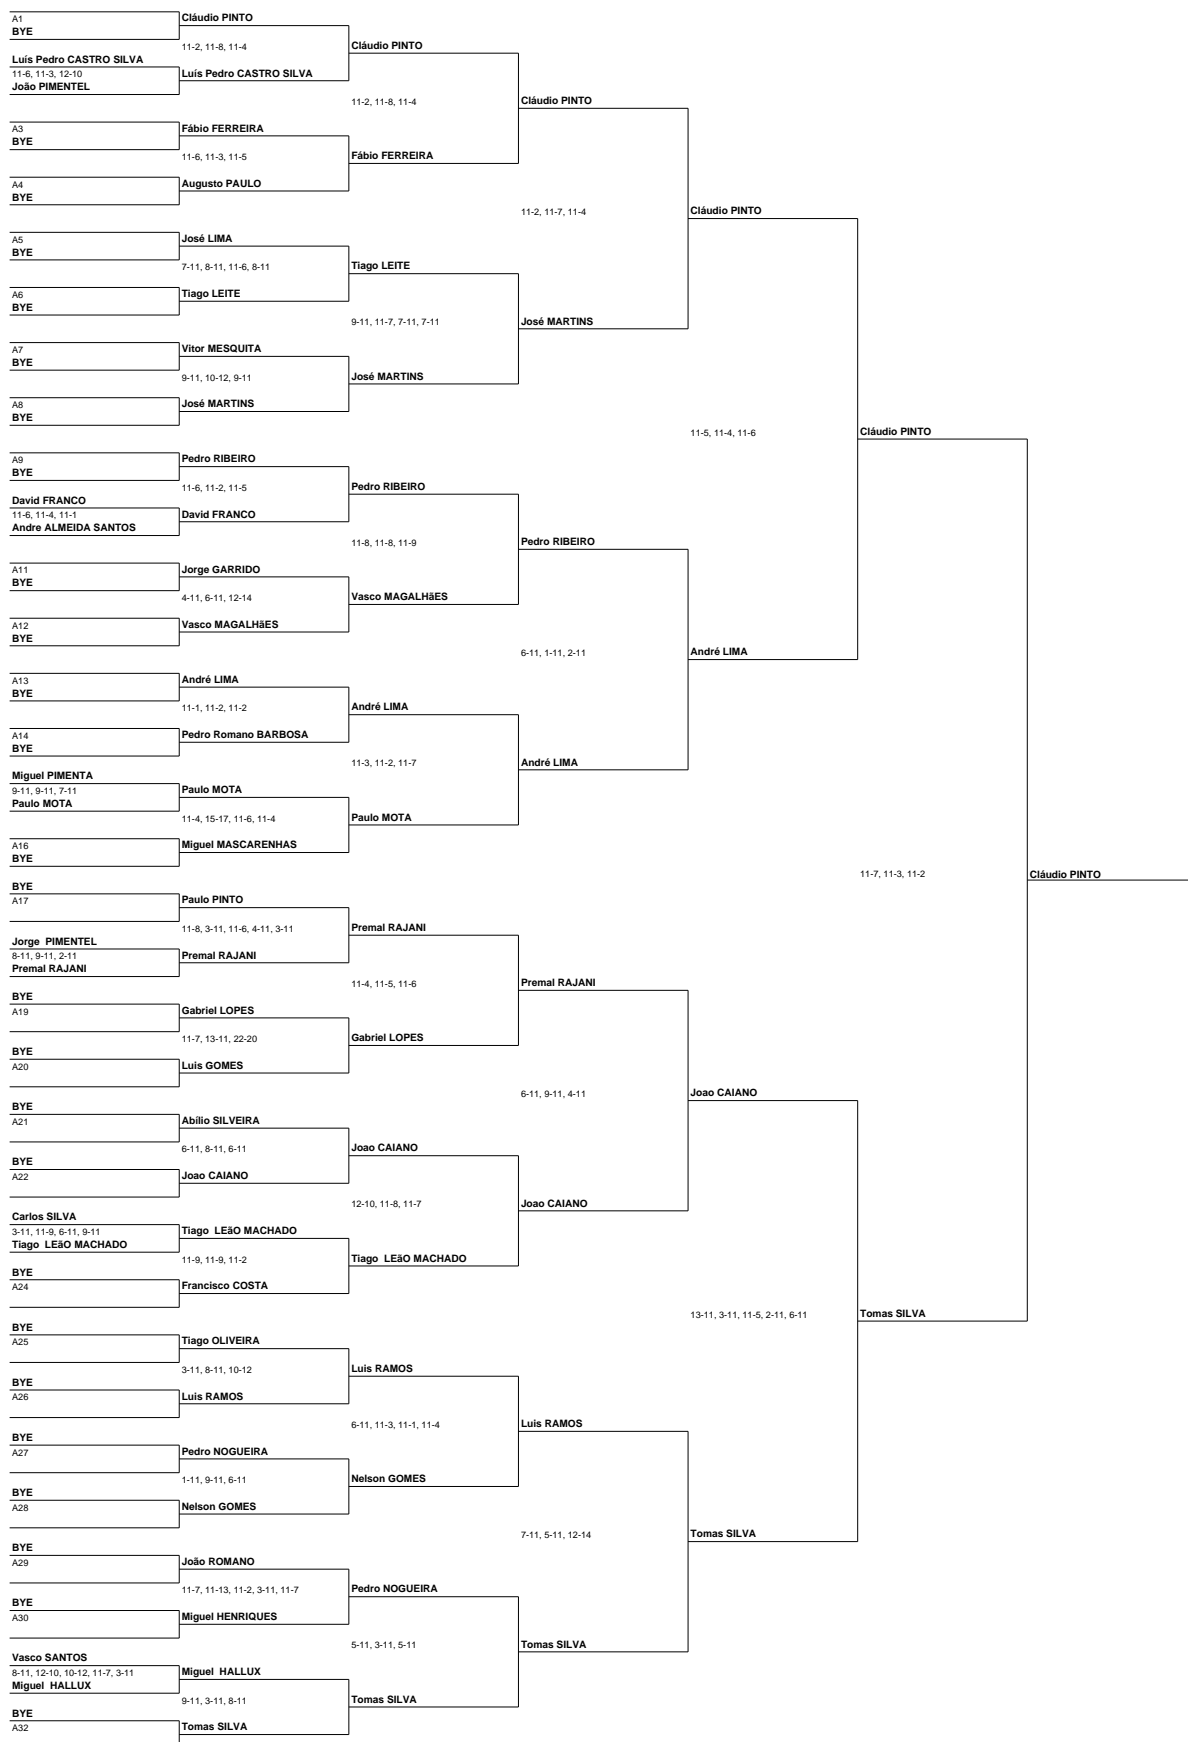 A1
BYE
Cláudio PINTO
11-2, 11-8, 11-4
Cláudio PINTO
Luís Pedro CASTRO SILVA
11-6, 11-3, 12-10
João PIMENTEL
Luís Pedro CASTRO SILVA
11-2, 11-8, 11-4
Cláudio PINTO
A3
BYE
Fábio FERREIRA
11-6, 11-3, 11-5
Fábio FERREIRA
A4
BYE
Augusto PAULO
11-2, 11-7, 11-4
Cláudio PINTO
A5
BYE
José LIMA
7-11, 8-11, 11-6, 8-11
Tiago LEITE
A6
BYE
Tiago LEITE
9-11, 11-7, 7-11, 7-11
José MARTINS
A7
BYE
Vitor MESQUITA
9-11, 10-12, 9-11
José MARTINS
A8
BYE
José MARTINS
11-5, 11-4, 11-6
Cláudio PINTO
A9
BYE
Pedro RIBEIRO
11-6, 11-2, 11-5
Pedro RIBEIRO
David FRANCO
11-6, 11-4, 11-1
Andre ALMEIDA SANTOS
David FRANCO
11-8, 11-8, 11-9
Pedro RIBEIRO
A11
BYE
Jorge GARRIDO
4-11, 6-11, 12-14
Vasco MAGALHãES
A12
BYE
Vasco MAGALHãES
6-11, 1-11, 2-11
André LIMA
A13
BYE
André LIMA
11-1, 11-2, 11-2
André LIMA
A14
BYE
Pedro Romano BARBOSA
11-3, 11-2, 11-7
André LIMA
Miguel PIMENTA
9-11, 9-11, 7-11
Paulo MOTA
Paulo MOTA
11-4, 15-17, 11-6, 11-4
Paulo MOTA
A16
BYE
Miguel MASCARENHAS
11-7, 11-3, 11-2
Cláudio PINTO
BYE
A17
Paulo PINTO
11-8, 3-11, 11-6, 4-11, 3-11
Premal RAJANI
Jorge  PIMENTEL
8-11, 9-11, 2-11
Premal RAJANI
Premal RAJANI
11-4, 11-5, 11-6
Premal RAJANI
BYE
A19
Gabriel LOPES
11-7, 13-11, 22-20
Gabriel LOPES
BYE
A20
Luis GOMES
6-11, 9-11, 4-11
Joao CAIANO
BYE
A21
Abílio SILVEIRA
6-11, 8-11, 6-11
Joao CAIANO
BYE
A22
Joao CAIANO
12-10, 11-8, 11-7
Joao CAIANO
Carlos SILVA
3-11, 11-9, 6-11, 9-11
Tiago  LEãO MACHADO
Tiago  LEãO MACHADO
11-9, 11-9, 11-2
Tiago  LEãO MACHADO
BYE
A24
Francisco COSTA
13-11, 3-11, 11-5, 2-11, 6-11
Tomas SILVA
BYE
A25
Tiago OLIVEIRA
3-11, 8-11, 10-12
Luis RAMOS
BYE
A26
Luis RAMOS
6-11, 11-3, 11-1, 11-4
Luis RAMOS
BYE
A27
Pedro NOGUEIRA
1-11, 9-11, 6-11
Nelson GOMES
BYE
A28
Nelson GOMES
7-11, 5-11, 12-14
Tomas SILVA
BYE
A29
João ROMANO
11-7, 11-13, 11-2, 3-11, 11-7
Pedro NOGUEIRA
BYE
A30
Miguel HENRIQUES
5-11, 3-11, 5-11
Tomas SILVA
Vasco SANTOS
8-11, 12-10, 10-12, 11-7, 3-11
Miguel  HALLUX
Miguel  HALLUX
9-11, 3-11, 8-11
Tomas SILVA
BYE
A32
Tomas SILVA